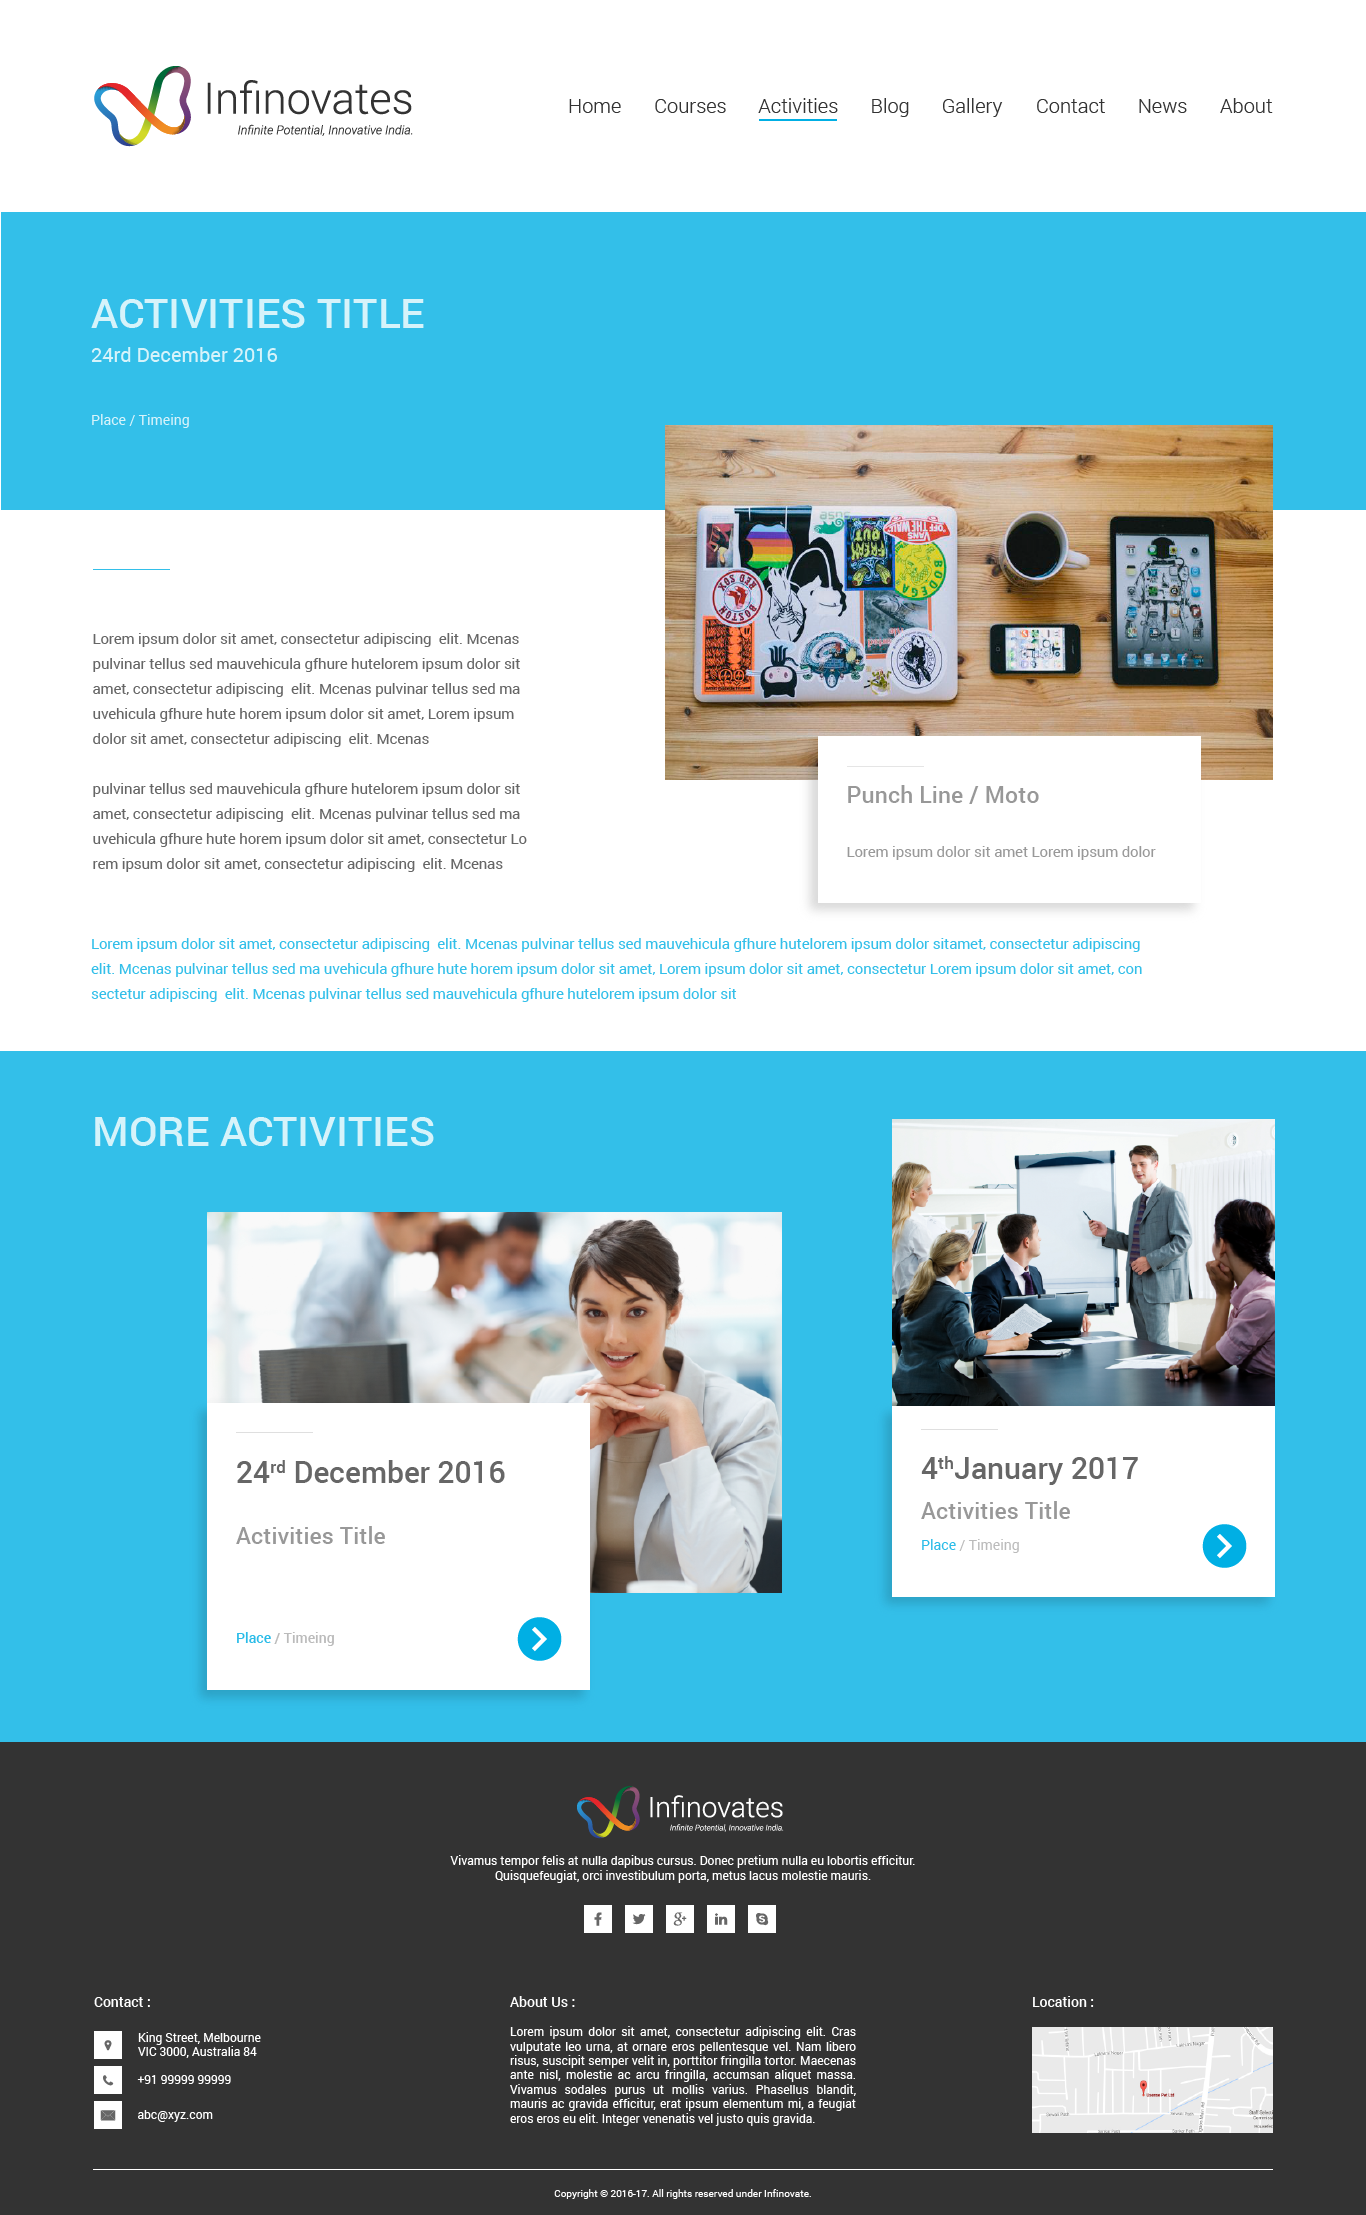 Infinovates
Infinite Potential, Innovative India.
Home Courses Activities Blog Gallery Contact News About
ACTIVITIES TITLE
24rd December 2016
Place / Timeing
suse
VANS
"OFF THE WALL"
BODEGA
RED SOX
BOSTON
Lorem ipsum dolor sit amet, consectetur adipiscing  elit. Mcenas
pulvinar tellus sed mauvehicula gfhure hutelorem ipsum dolor sit
amet, consectetur adipiscing  elit. Mcenas pulvinar tellus sed ma
uvehicula gfhure hute horem ipsum dolor sit amet, Lorem ipsum
dolor sit amet, consectetur adipiscing  elit. Mcenas
pulvinar tellus sed mauvehicula gfhure hutelorem ipsum dolor sit
amet, consectetur adipiscing  elit. Mcenas pulvinar tellus sed ma
uvehicula gfhure hute horem ipsum dolor sit amet, consectetur Lo
rem ipsum dolor sit amet, consectetur adipiscing  elit. Mcenas
Punch Line / Moto
Lorem ipsum dolor sit amet Lorem ipsum dolor
Lorem ipsum dolor sit amet, consectetur adipiscing  elit. Mcenas pulvinar tellus sed mauvehicula gfhure hutelorem ipsum dolor sitamet, consectetur adipiscing
elit. Mcenas pulvinar tellus sed ma uvehicula gfhure hute horem ipsum dolor sit amet, Lorem ipsum dolor sit amet, consectetur Lorem ipsum dolor sit amet, con
sectetur adipiscing  elit. Mcenas pulvinar tellus sed mauvehicula gfhure hutelorem ipsum dolor sit
MORE ACTIVITIES
24rd December 2016
Activities Title
Place / Timeing
4thJanuary 2017
Activities Title
Place / Timeing
Infinovates
Infinite Potential, Innovative India.
Vivamus tempor felis at nulla dapibus cursus. Donec pretium nulla eu lobortis efficitur.
Quisquefeugiat, orci investibulum porta, metus lacus molestie mauris.
Contact :
King Street, Melbourne
VIC 3000, Australia 84
+91 99999 99999
abc@xyz.com
About Us :
Lorem ipsum dolor sit amet, consectetur adipiscing elit. Cras
vulputate leo urna, at ornare eros pellentesque vel. Nam libero
risus, suscipit semper velit in, porttitor fringilla tortor. Maecenas
ante nisl, molestie ac arcu fringilla, accumsan aliquet massa.
Vivamus sodales purus ut mollis varius. Phasellus blandit,
mauris ac gravida efficitur, erat ipsum elementum mi, a feugiat
eros eros eu elit. Integer venenatis vel justo quis gravida.
Location :
Copyright © 2016-17. All rights reserved under Infinovate.